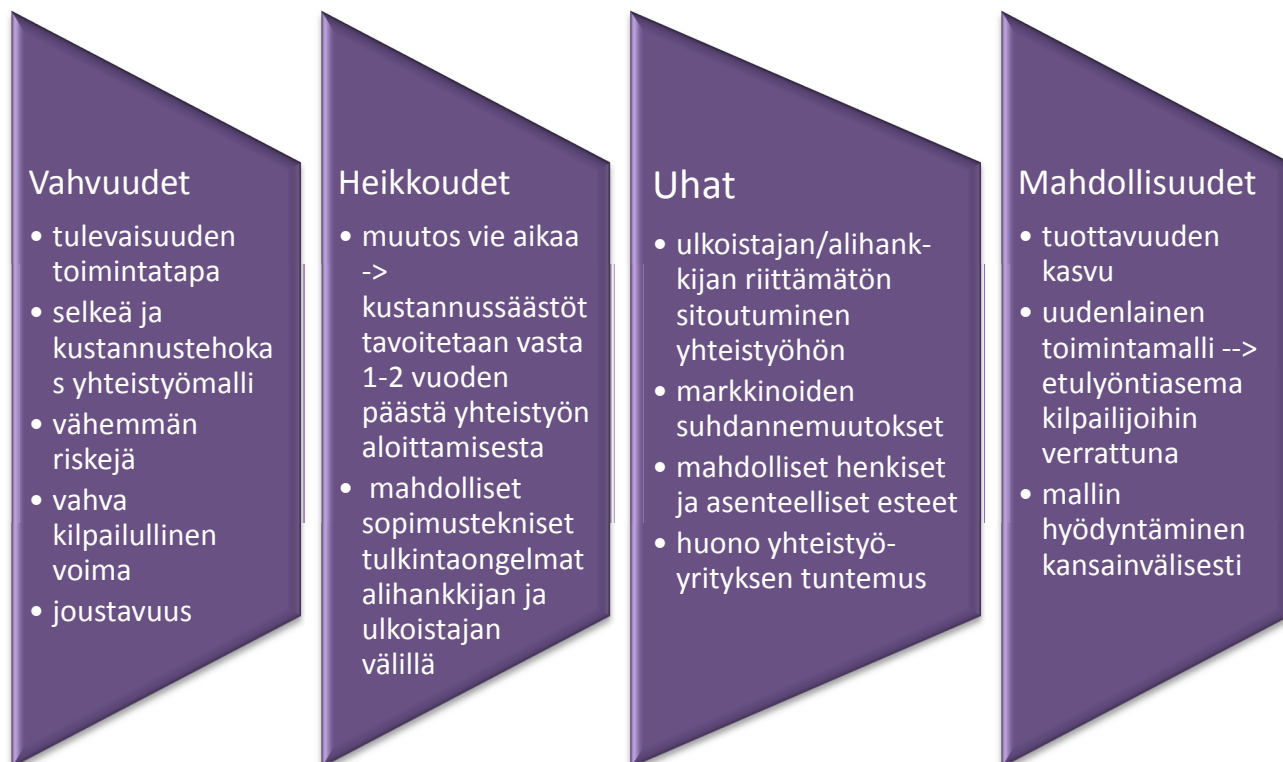 Vahvuudet
• tulevaisuuden
toimintatapa
• selkeä ja
kustannustehoka
s yhteistyömalli
• vähemmän
riskejä
• vahva
kilpailullinen
voima
• joustavuus
Heikkoudet
• muutos vie aikaa
->
kustannussäästöt
tavoitetaan vasta
1-2 vuoden
päästä yhteistyön
aloittamisesta
• mahdolliset
sopimustekniset
tulkintaongelmat
alihankkijan ja
ulkoistajan
välillä
Uhat
• ulkoistajan/alihank-
kijan riittämätön
sitoutuminen
yhteistyöhön
• markkinoiden
suhdannemuutokset
• mahdolliset henkiset
ja asenteelliset esteet
• huono yhteistyö-
yrityksen tuntemus
Mahdollisuudet
• tuottavuuden
kasvu
• uudenlainen
toimintamalli -->
etulyöntiasema
kilpailijoihin
verrattuna
• mallin
hyödyntäminen
kansainvälisesti